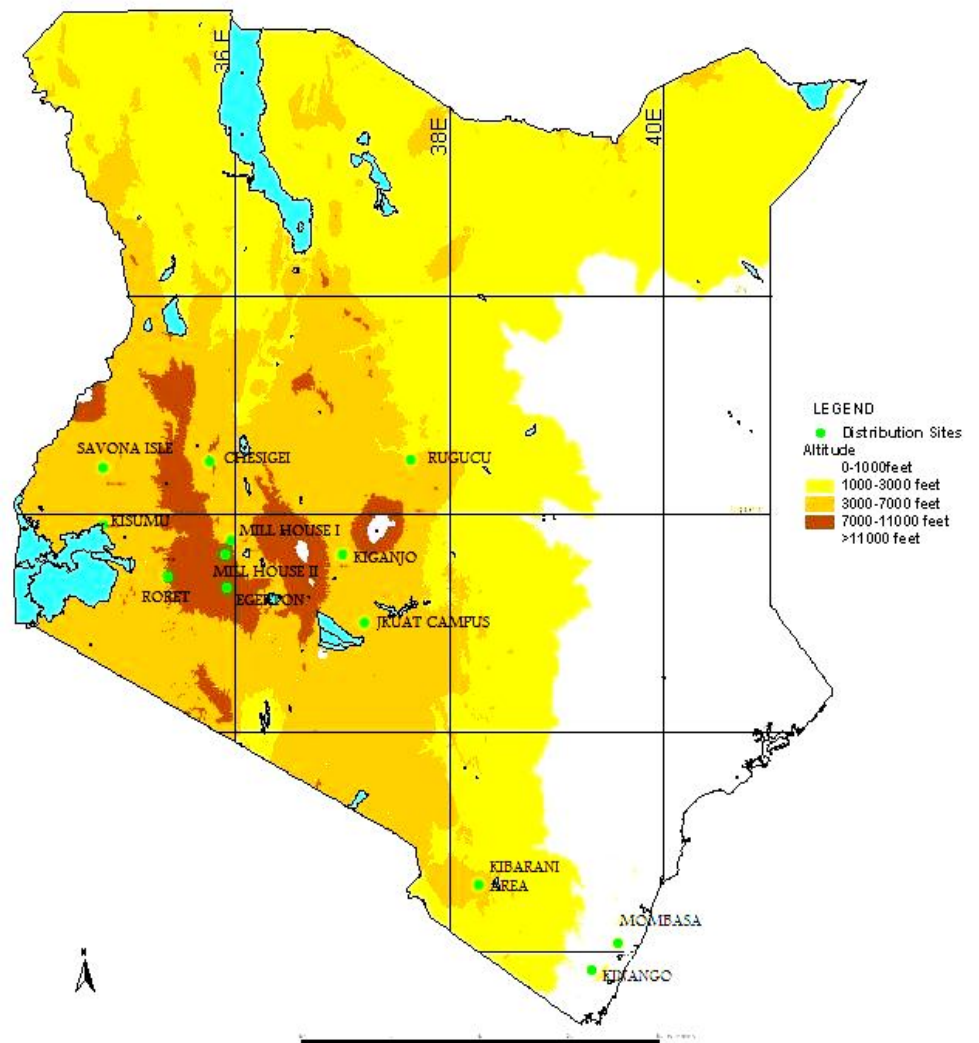 36 E
38E
40E
SAVONA ISLE
CHESIGEI
RUGUCU
KISUMU
MILL HOUSE I
MILL HOUSE II
KIGANJO
RORET
EGERTON
JKUAT CAMPUS
KIBARANI
AREA
MOMBASA
KINANGO
LEGEND
Distribution Sites
Altitude
0-1000feet
1000-3000 feet
3000-7000 feet
7000-11000 feet
>11000 feet